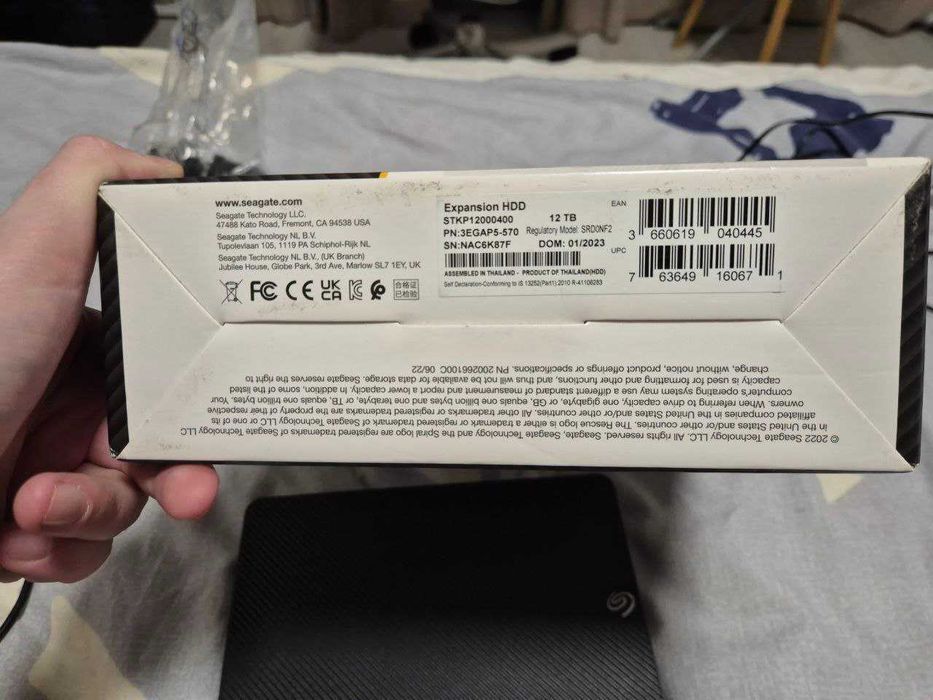 www.seagate.com
Seagate Technology LLC.
47488 Kato Road, Fremont, CA 94538 USA
Seagate Technology NL B.V.
Tupolevlaan 105, 1119 PA Schiphol-Rijk NL
Seagate Technology NL B.V. (UK Branch)
Jubilee House, Globe Park, 3rd Ave, Marlow SL7 1EY, UK
FC CE UK CA
合格证
已检验
Expansion HDD
STKP12000400 12 TB
PN:3EGAP5-570 Regulatory Model: SRD0NF2
SN:NAC6K87F DOM: 01/2023
ASSEMBLED IN THAILAND - PRODUCT OF THAILAND(HDD)
Self Declaration-Conforming to IS 13252(Part1):2010 R-41106283
EAN
3 660619 040445
UPC
7 63649 16067 1
© 2022 Seagate Technology LLC. All rights reserved. Seagate, Seagate Technology and the Spiral logo are registered trademarks of Seagate Technology LLC
in the United States and/or other countries. The Rescue logo is either a trademark or registered trademark of Seagate Technology LLC or one of its
affiliated companies in the United States and/or other countries. All other trademarks or registered trademarks are the property of their respective
owners. When referring to drive capacity, one gigabyte, or GB, equals one billion bytes and one terabyte, or TB, equals one trillion bytes. Your
computer's operating system may use a different standard of measurement and report a lower capacity. In addition, some of the listed
capacity is used for formatting and other functions, and thus will not be available for data storage. Seagate reserves the right to
change, without notice, product offerings or specifications. PN 200266100C 06/22